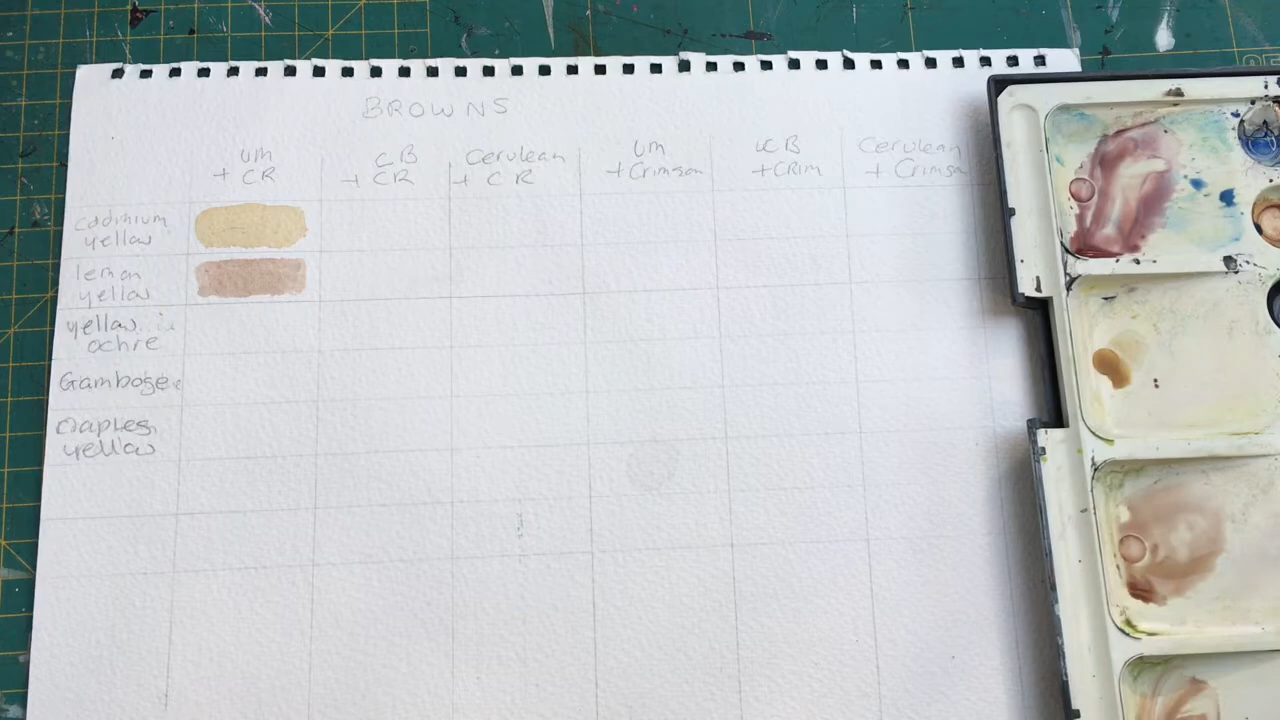 BROWNS
UM
+ CR
CB
+ CR
Cerulean
+ CR
UM
+ Crimson
CB
+ CRIM
Cerulean
+ Crimson
cadmium
yellow
lemon
yellow
yellow
ochre
Gamboge
naples
yellow